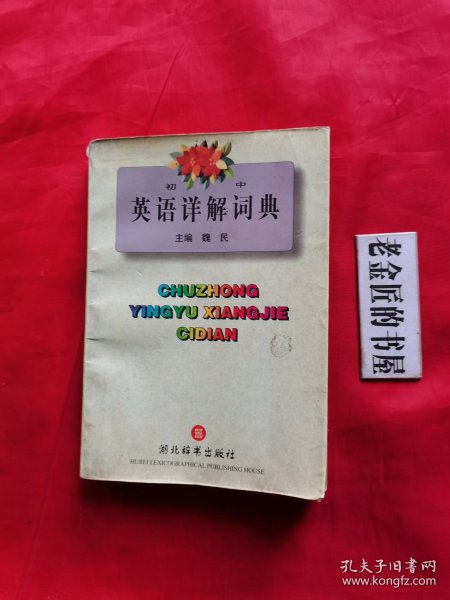 初 中
英语详解词典
主编 魏 民
CHUZHONG
YINGYU XIANGJIE
CIDIAN
湖北辞书出版社
HUBEI LEXICOGRAPHICAL PUBLISHING HOUSE
老金匠的书屋
孔夫子旧书网
www.kongfz.com